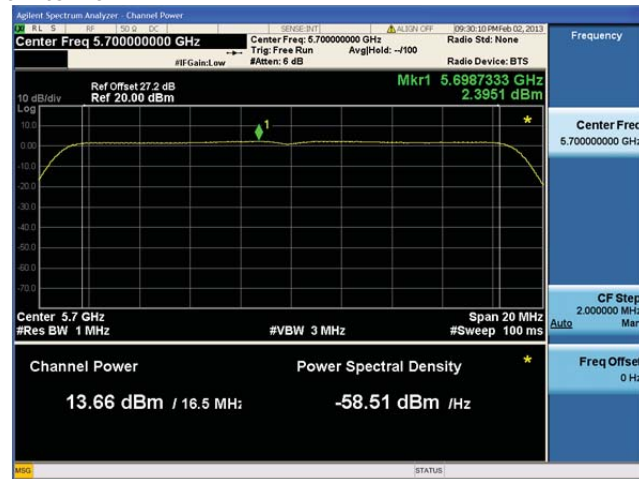 Agilent Spectrum Analyzer - Channel Power
RL S RF 50 Ω DC SENSE:INT ALIGN OFF 09:30:10 PM Feb 02, 2013
Center Freq 5.700000000 GHz
Center Freq: 5.700000000 GHz
Radio Std: None
Trig: Free Run Avg|Hold: --/100
#IFGain:Low #Atten: 6 dB Radio Device: BTS
Frequency
Mkr1 5.6987333 GHz
2.3951 dBm
Ref Offset 27.2 dB
10 dB/div Ref 20.00 dBm
Log
10.0
0.00
-10.0
-20.0
-30.0
-40.0
-50.0
-60.0
-70.0
1
*
Center Freq
5.700000000 GHz
Center 5.7 GHz Span 20 MHz
#Res BW 1 MHz #VBW 3 MHz #Sweep 100 ms
CF Step
2.000000 MHz
Auto Man
Channel Power Power Spectral Density *
13.66 dBm / 16.5 MHz -58.51 dBm /Hz
Freq Offset
0 Hz
MSG STATUS